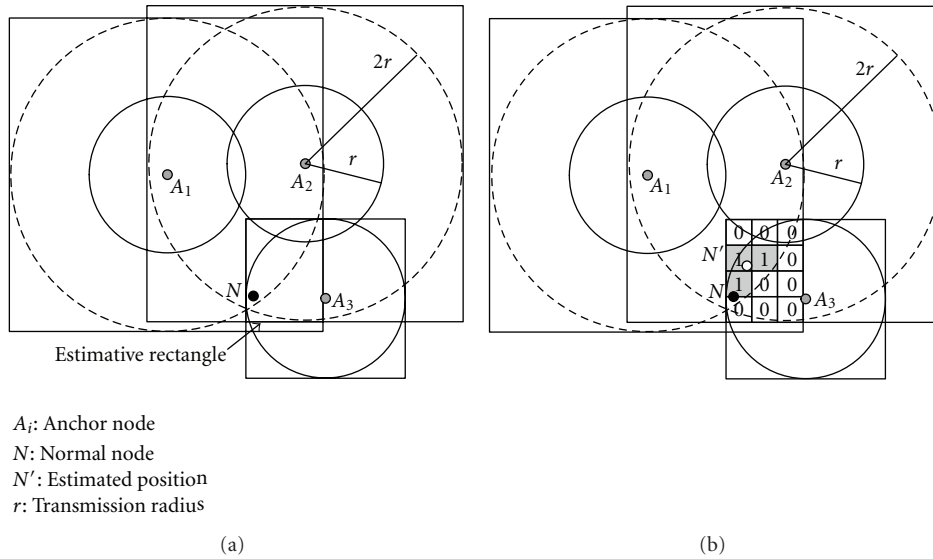 2r
r
A1
A2
N
A3
Estimative rectangle
2r
r
A1
A2
0 0 0
N′ 1 1 0
1 0 0
N 0 0 0
A3
Ai: Anchor node
N: Normal node
N′: Estimated position
r: Transmission radius
(a)
(b)